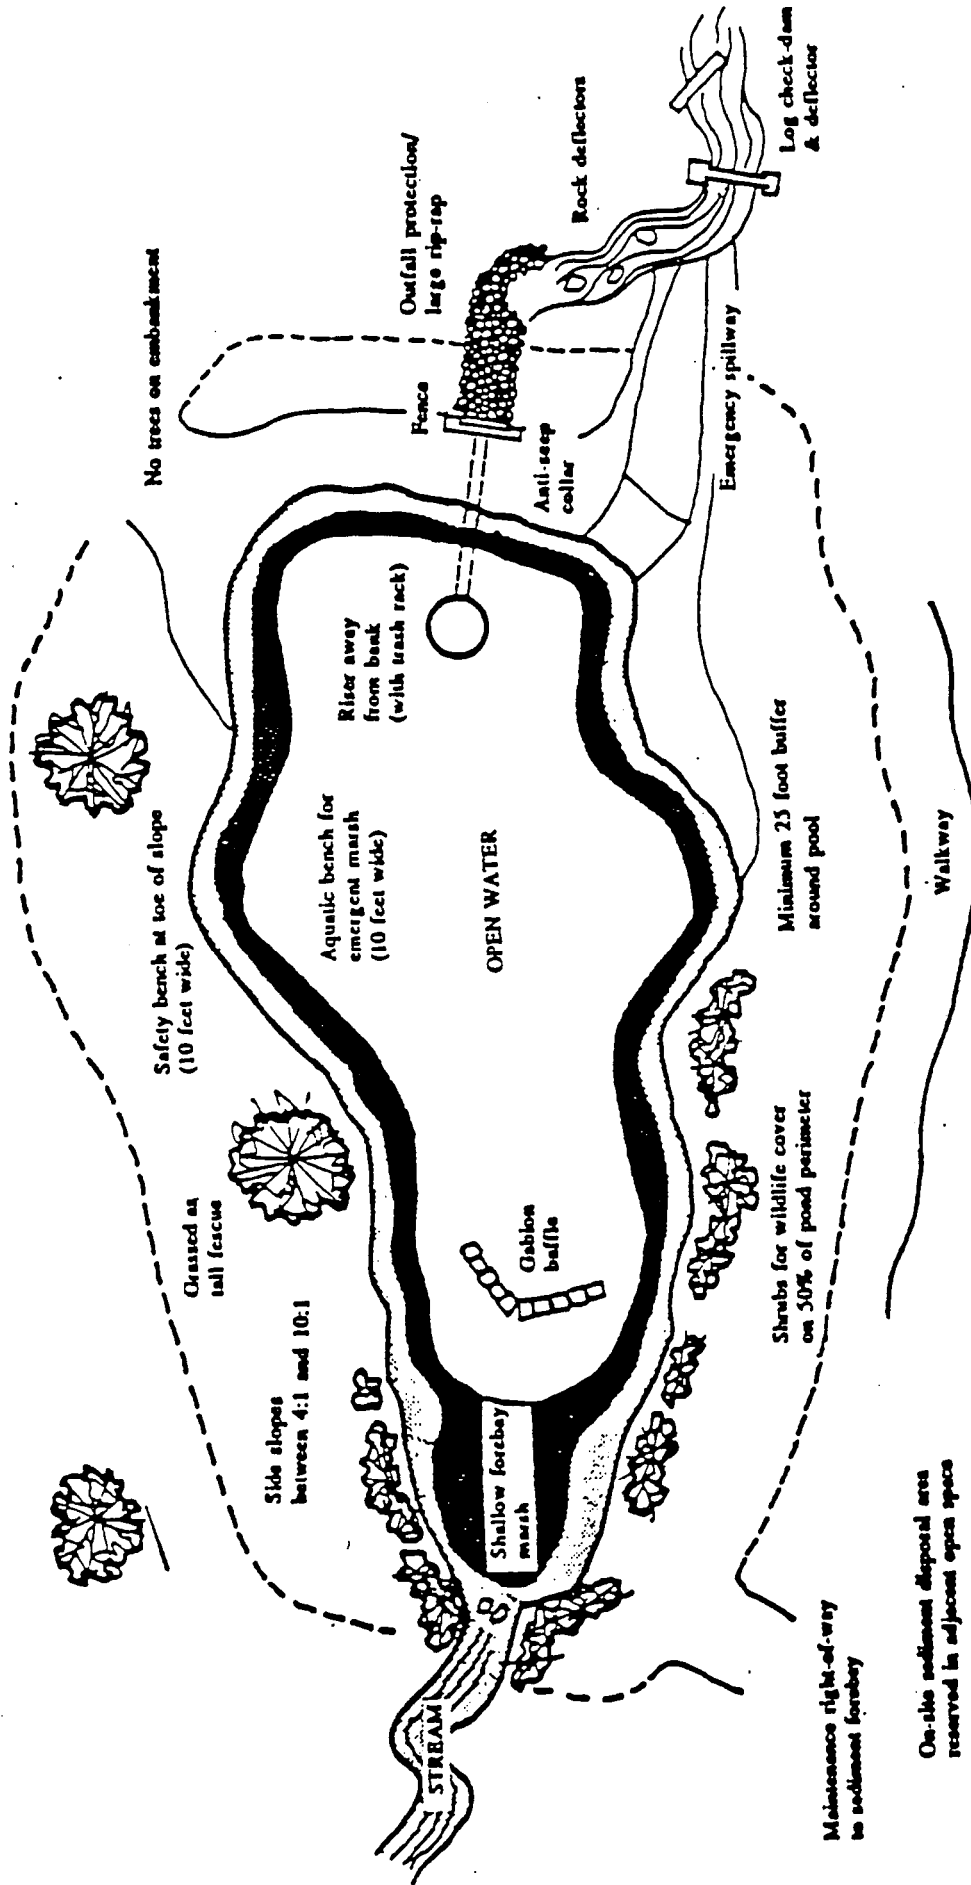 No trees on embankment
Outfall protection/
large rip-rap
Rock deflectors
Log check-dam
& deflector
Fence
Anti-seep
collar
Emergency spillway
Riser away
from bank
(with trash rack)
Safety bench at toe of slope
(10 feet wide)
Aquatic bench for
emergent marsh
(10 feet wide)
OPEN WATER
Minimum 25 foot buffer
around pool
Walkway
Grassed as
tall fescue
Side slopes
between 4:1 and 10:1
Gabion
baffle
Shrubs for wildlife cover
on 50% of pond perimeter
Shallow forebay
marsh
STREAM
Maintenance right-of-way
to sediment forebay
On-site sediment disposal area
reserved in adjacent open space